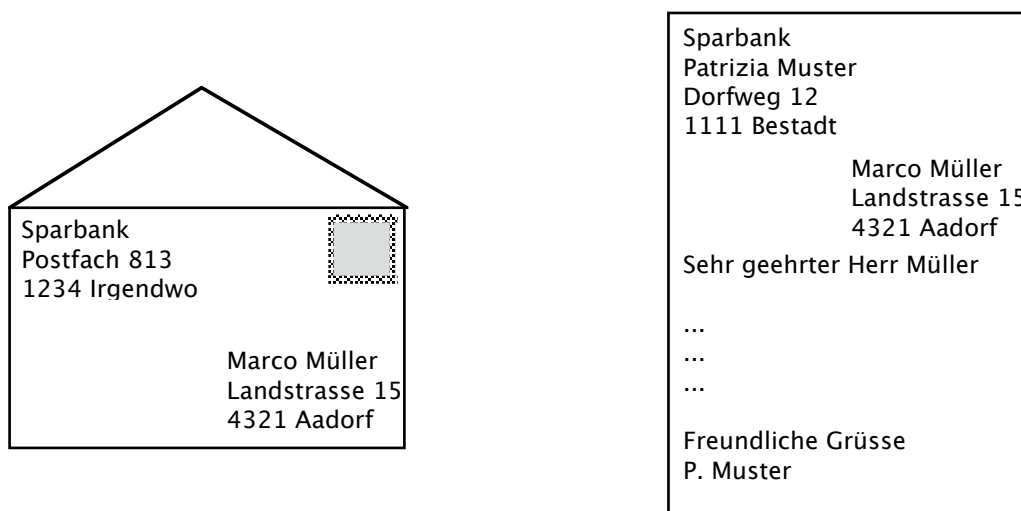 Sparbank
Postfach 813
1234 Irgendwo
Marco Müller
Landstrasse 15
4321 Aadorf
Sparbank
Patrizia Muster
Dorfweg 12
1111 Bestadt
Marco Müller
Landstrasse 15
4321 Aadorf
Sehr geehrter Herr Müller
...
...
...
Freundliche Grüsse
P. Muster